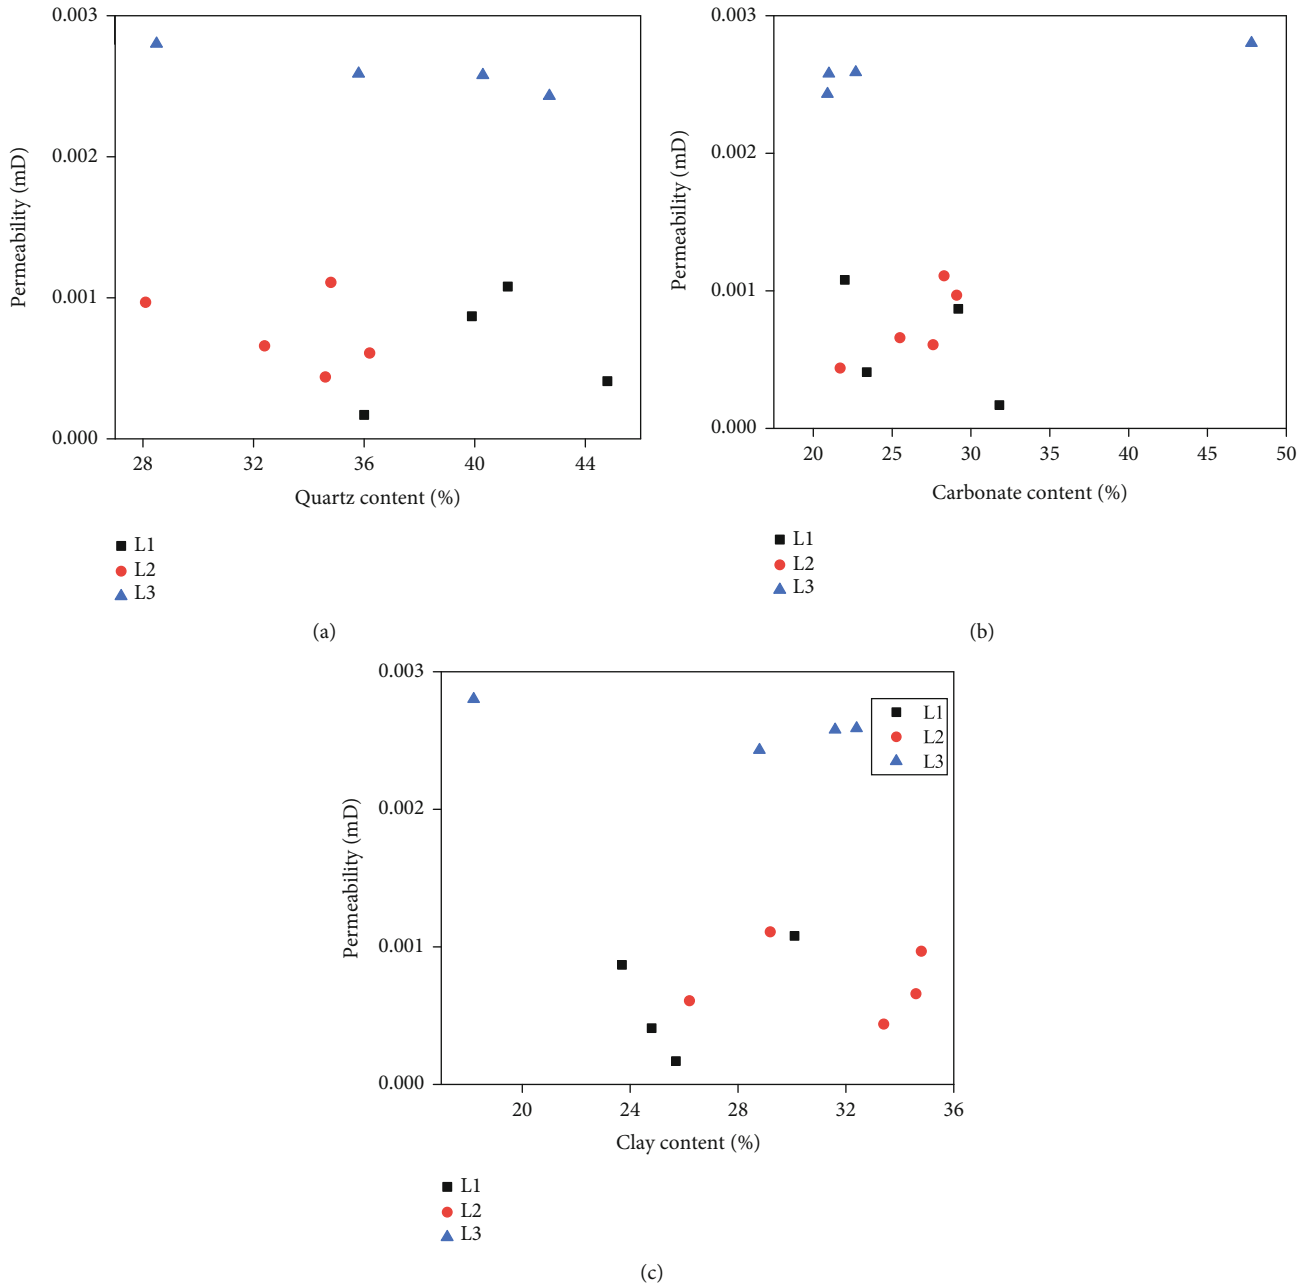 0.003
0.002
0.001
0.000
Permeability (mD)
28 32 36 40 44
Quartz content (%)
L1
L2
L3
(a)
0.003
0.002
0.001
0.000
Permeability (mD)
20 25 30 35 40 45 50
Carbonate content (%)
L1
L2
L3
(b)
0.003
0.002
0.001
0.000
Permeability (mD)
L1
L2
L3
20 24 28 32 36
Clay content (%)
L1
L2
L3
(c)